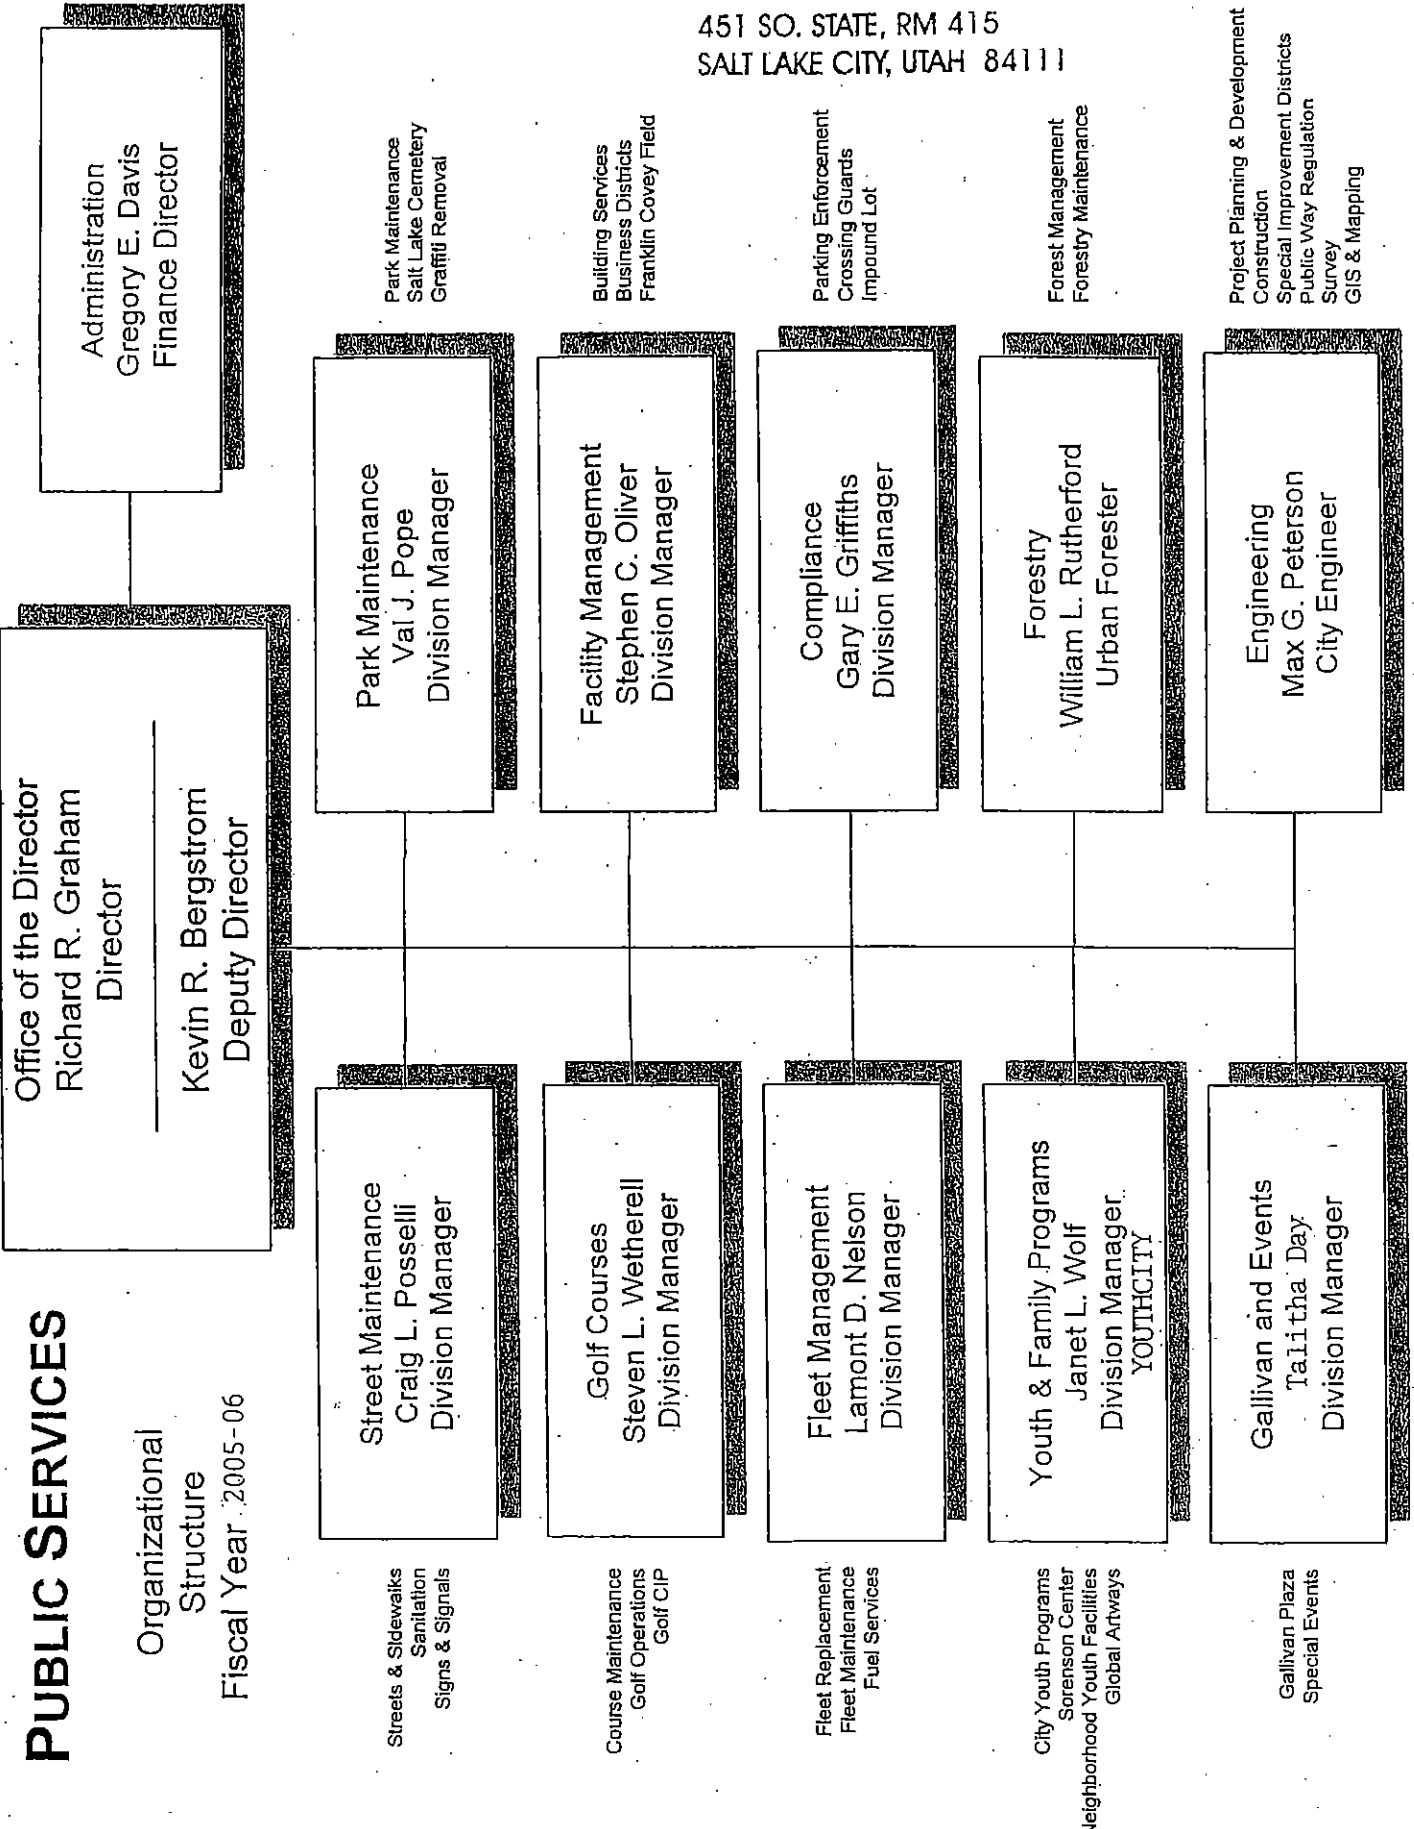 451 SO. STATE, RM 415
SALT LAKE CITY, UTAH 84111
PUBLIC SERVICES
Organizational
Structure
Fiscal Year 2005-06
Office of the Director
Richard R. Graham
Director
Kevin R. Bergstrom
Deputy Director
Administration
Gregory E. Davis
Finance Director
Streets & Sidewalks
Sanitation
Signs & Signals
Street Maintenance
Craig L. Posselli
Division Manager
Park Maintenance
Val J. Pope
Division Manager
Park Maintenance
Salt Lake Cemetery
Graffiti Removal
Course Maintenance
Golf Operations
Golf CIP
Golf Courses
Steven L. Wetherell
Division Manager
Facility Management
Stephen C. Oliver
Division Manager
Building Services
Business Districts
Franklin Covey Field
Fleet Replacement
Fleet Maintenance
Fuel Services
Fleet Management
Lamont D. Nelson
Division Manager
Compliance
Gary E. Griffiths
Division Manager
Parking Enforcement
Crossing Guards
Impound Lot
City Youth Programs
Sorenson Center
Neighborhood Youth Facilities
Global Artways
Youth & Family Programs
Janet L. Wolf
Division Manager
YOUTHCITY
Forestry
William L. Rutherford
Urban Forester
Forest Management
Forestry Maintenance
Gallivan Plaza
Special Events
Gallivan and Events
Talitha Day
Division Manager
Engineering
Max G. Peterson
City Engineer
Project Planning & Development
Construction
Special Improvement Districts
Public Way Regulation
Survey
GIS & Mapping